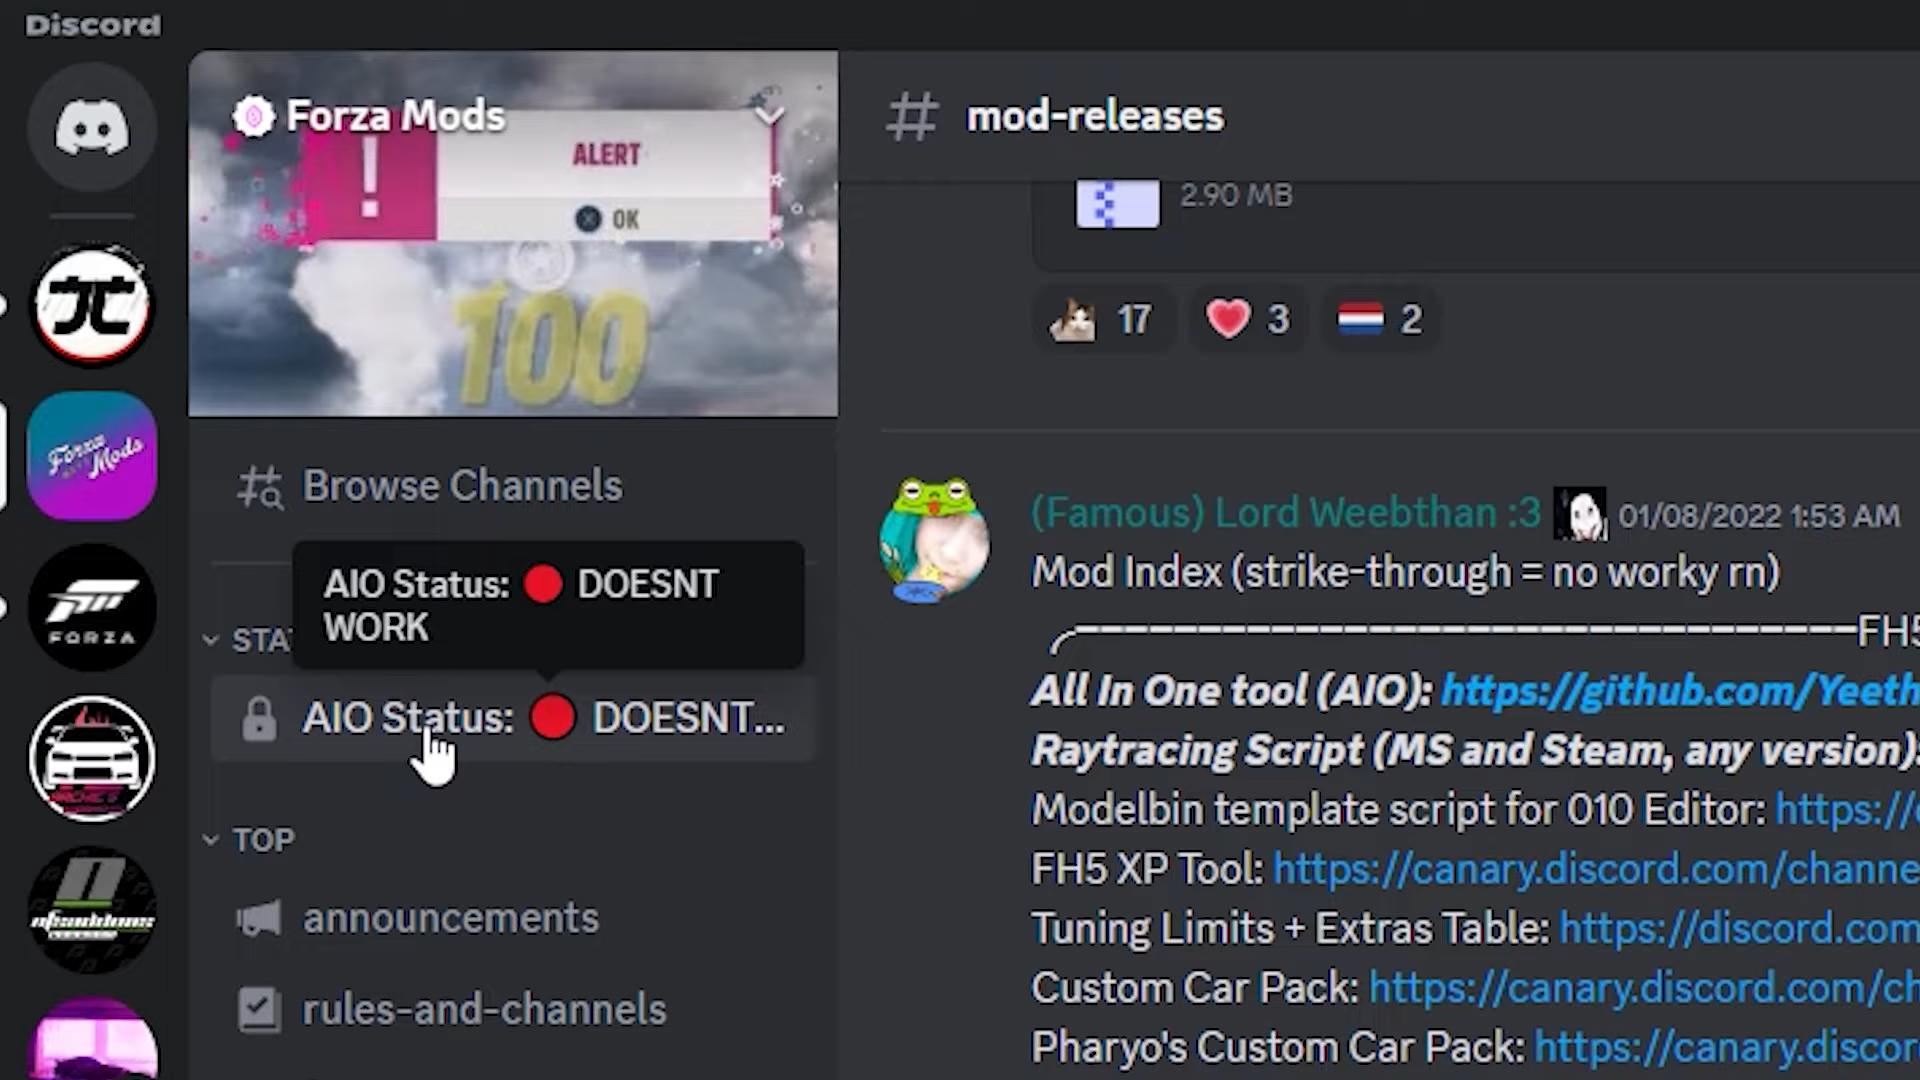 Discord
Forza Mods
ALERT
OK
100
Browse Channels
AIO Status: 🔴 DOESNT
WORK
STA
AIO Status: 🔴 DOESNT...
TOP
announcements
rules-and-channels
Forza Mods
FORZA
mod-releases
2.90 MB
17 3 2
(Famous) Lord Weebthan :3 01/08/2022 1:53 AM
Mod Index (strike-through = no worky rn)
╭─────────────────────────FH5
All In One tool (AIO): https://github.com/Yeeth
Raytracing Script (MS and Steam, any version):
Modelbin template script for 010 Editor: https://
FH5 XP Tool: https://canary.discord.com/channe
Tuning Limits + Extras Table: https://discord.com
Custom Car Pack: https://canary.discord.com/ch
Pharyo's Custom Car Pack: https://canary.discor